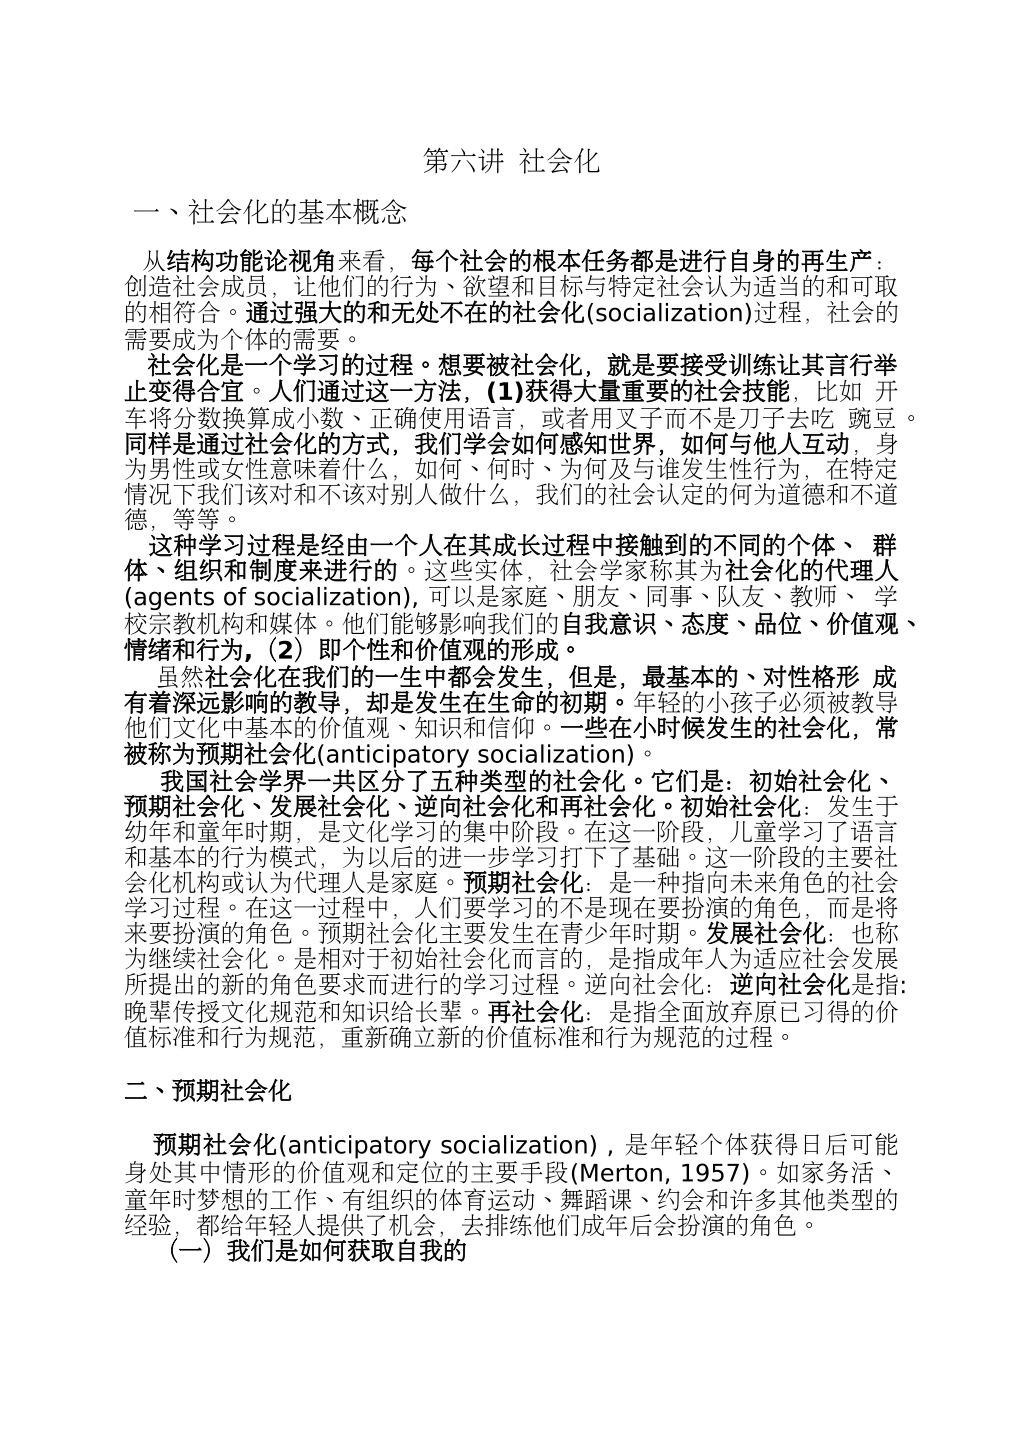 第六讲 社会化
一、社会化的基本概念
从结构功能论视角来看，每个社会的根本任务都是进行自身的再生产：
创造社会成员，让他们的行为、欲望和目标与特定社会认为适当的和可取
的相符合。通过强大的和无处不在的社会化(socialization)过程，社会的
需要成为个体的需要。
社会化是一个学习的过程。想要被社会化，就是要接受训练让其言行举
止变得合宜。人们通过这一方法，(1)获得大量重要的社会技能，比如 开
车将分数换算成小数、正确使用语言，或者用叉子而不是刀子去吃 豌豆 。
同样是通过社会化的方式，我们学会如何感知世界，如何与他人互动，身
为男性或女性意味着什么，如何、何时、为何及与谁发生性行为，在特定
情况下我们该对和不该对别人做什么，我们的社会认定的何为道德和不道
德，等等。
这种学习过程是经由一个人在其成长过程中接触到的不同的个体、 群
体、组织和制度来进行的。这些实体，社会学家称其为社会化的代理人
(agents of socialization), 可以是家庭、朋友、同事、队友、教师、 学
校宗教机构和媒体。他们能够影响我们的自我意识、态度、品位、价值观、
情绪和行为,（2）即个性和价值观的形成。
虽然社会化在我们的一生中都会发生，但是，最基本的、对性格形 成
有着深远影响的教导，却是发生在生命的初期。年轻的小孩子必须被教导
他们文化中基本的价值观、知识和信仰。一些在小时候发生的社会化，常
被称为预期社会化(anticipatory socialization)。
我国社会学界一共区分了五种类型的社会化。它们是：初始社会化、
预期社会化、发展社会化、逆向社会化和再社会化。初始社会化：发生于
幼年和童年时期，是文化学习的集中阶段。在这一阶段，儿童学习了语言
和基本的行为模式，为以后的进一步学习打下了基础。这一阶段的主要社
会化机构或认为代理人是家庭。预期社会化：是一种指向未来角色的社会
学习过程。在这一过程中，人们要学习的不是现在要扮演的角色，而是将
来要扮演的角色。预期社会化主要发生在青少年时期。发展社会化：也称
为继续社会化。是相对于初始社会化而言的，是指成年人为适应社会发展
所提出的新的角色要求而进行的学习过程。逆向社会化：逆向社会化是指:
晚辈传授文化规范和知识给长辈。再社会化：是指全面放弃原已习得的价
值标准和行为规范，重新确立新的价值标准和行为规范的过程。
二、预期社会化
预期社会化(anticipatory socialization) , 是年轻个体获得日后可能
身处其中情形的价值观和定位的主要手段(Merton, 1957)。如家务活、
童年时梦想的工作、有组织的体育运动、舞蹈课、约会和许多其他类型的
经验，都给年轻人提供了机会，去排练他们成年后会扮演的角色。
（一）我们是如何获取自我的